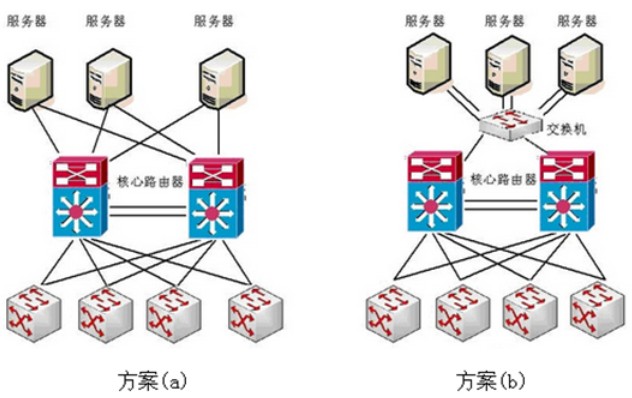 服务器 服务器 服务器
服务器 服务器 服务器
交换机
核心路由器
核心路由器
方案(a)
方案(b)